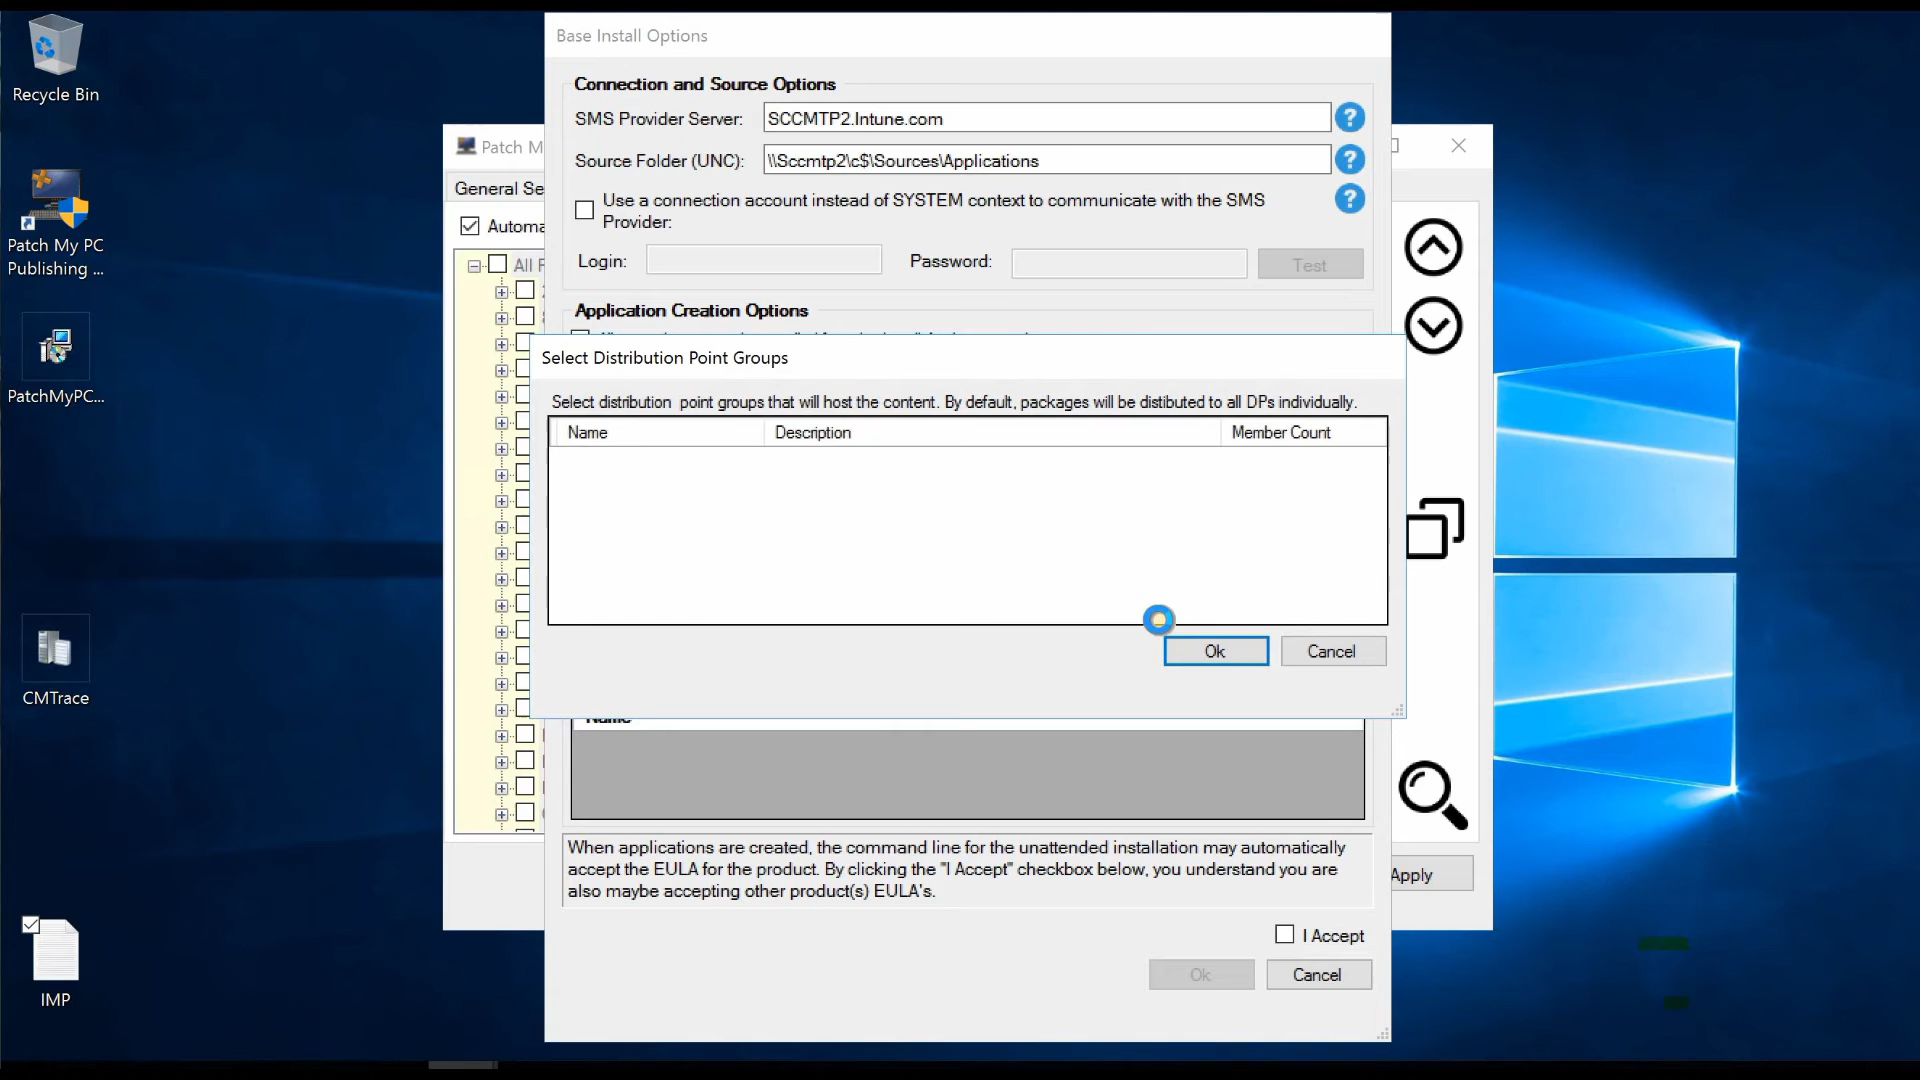 Recycle Bin
Patch My PC
Publishing ...
PatchMyPC...
CMTrace
IMP
Patch M
General Se
Automa
All
Apply
Base Install Options
Connection and Source Options
SMS Provider Server:
SCCMTP2.Intune.com
Source Folder (UNC):
\\Sccmtp2\c$\Sources\Applications
Use a connection account instead of SYSTEM context to communicate with the SMS
Provider:
Login:
Password:
Test
Application Creation Options
Select Distribution Point Groups
Select distribution  point groups that will host the content. By default, packages will be distibuted to all DPs individually.
Name
Description
Member Count
Ok
Cancel
Name
When applications are created, the command line for the unattended installation may automatically
accept the EULA for the product. By clicking the "I Accept" checkbox below, you understand you are
also maybe accepting other product(s) EULA's.
I Accept
Ok
Cancel